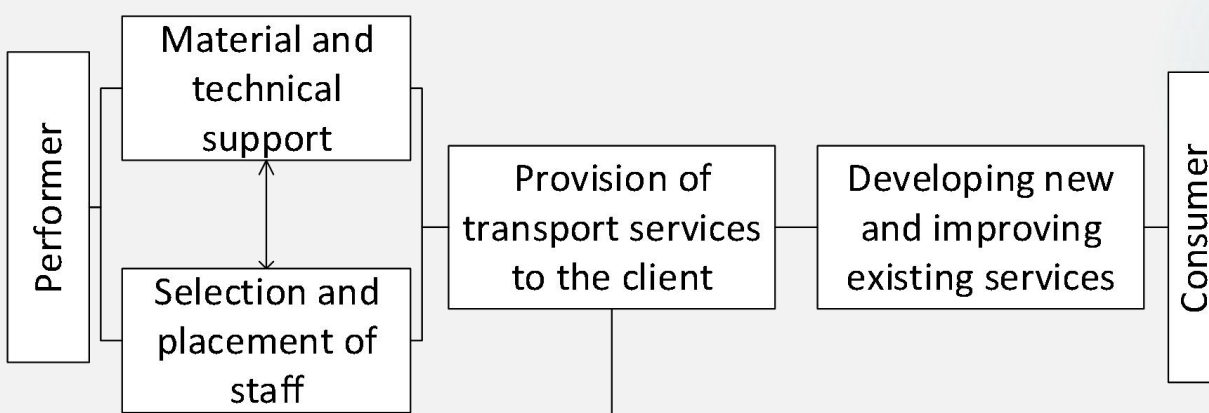 Performer
Material and
technical
support
Selection and
placement of
staff
Provision of
transport services
to the client
Developing new
and improving
existing services
Consumer